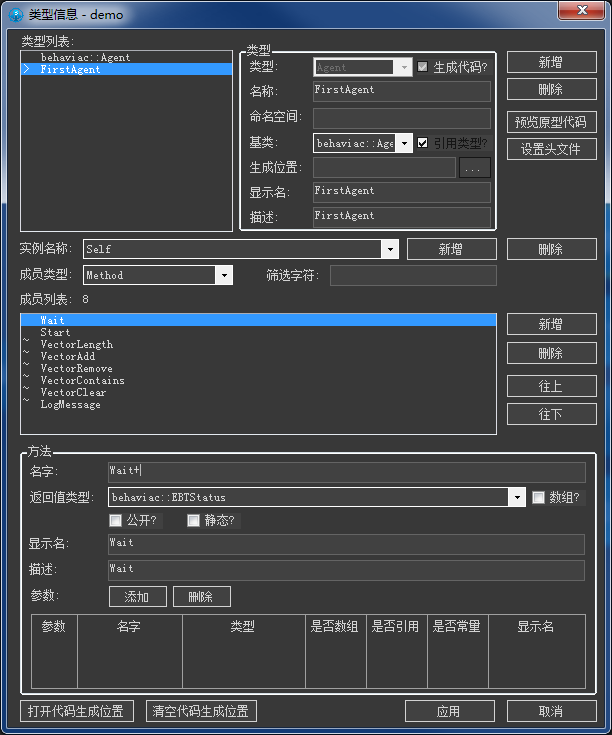 类型信息 - demo
类型列表:
behaviac::Agent
> FirstAgent
类型
类型: Agent 生成代码?
名称: FirstAgent
命名空间:
基类: behaviac::Age 引用类型?
生成位置: ...
显示名: FirstAgent
描述: FirstAgent
新增
删除
预览原型代码
设置头文件
实例名称: Self 新增 删除
成员类型: Method 筛选字符:
成员列表: 8
Wait
Start
~ VectorLength
~ VectorAdd
~ VectorRemove
~ VectorContains
~ VectorClear
~ LogMessage
新增
删除
往上
往下
方法
名字: Wait+
返回值类型: behaviac::EBTStatus 数组?
公开? 静态?
显示名: Wait
描述: Wait
参数: 添加 删除
参数 名字 类型 是否数组 是否引用 是否常量 显示名
打开代码生成位置 清空代码生成位置 应用 取消